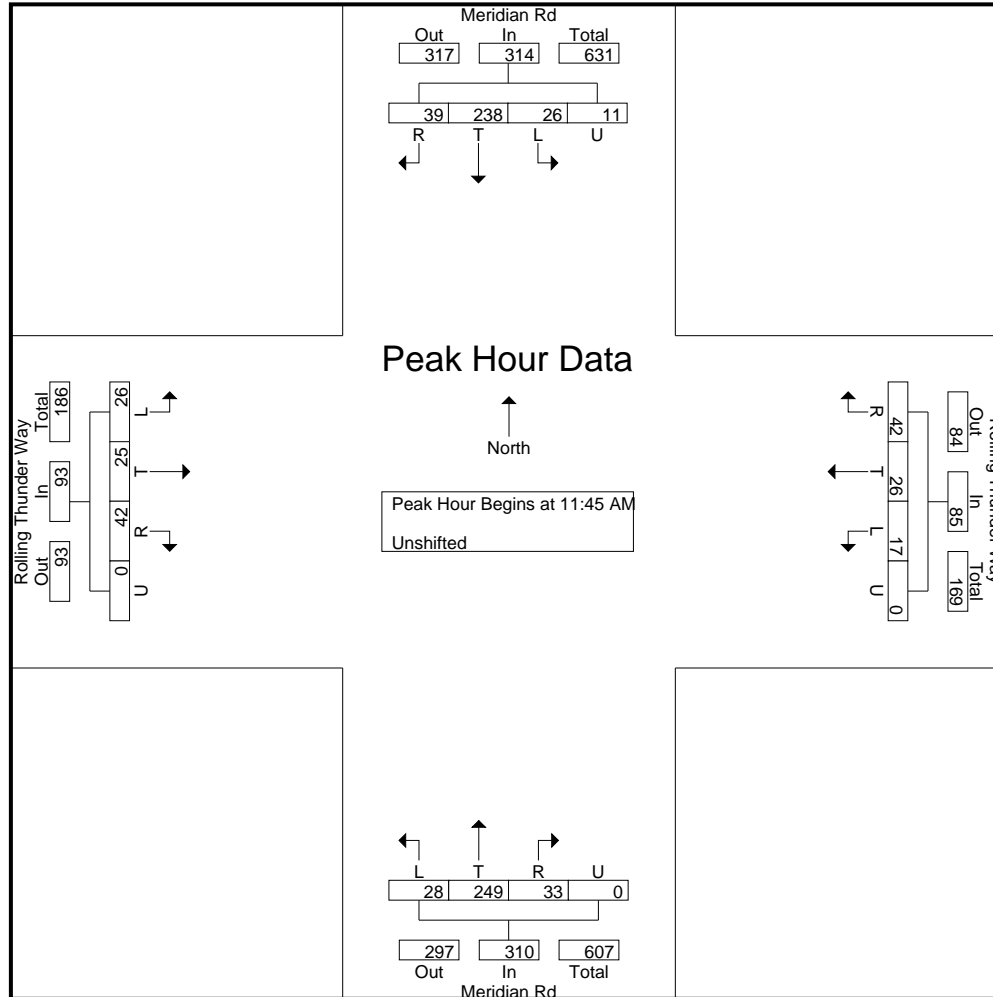 Meridian Rd
Out In Total
317 314 631
39 238 26 11
R T L U
Peak Hour Data
North
Peak Hour Begins at 11:45 AM
Unshifted
Rolling Thunder Way
Total In Out
186 93 93
26 25 42 0
L T R U
R T L U
42 26 17 0
Out In Total
84 85 169
Rolling Thunder Way
L T R U
28 249 33 0
297 310 607
Out In Total
Meridian Rd